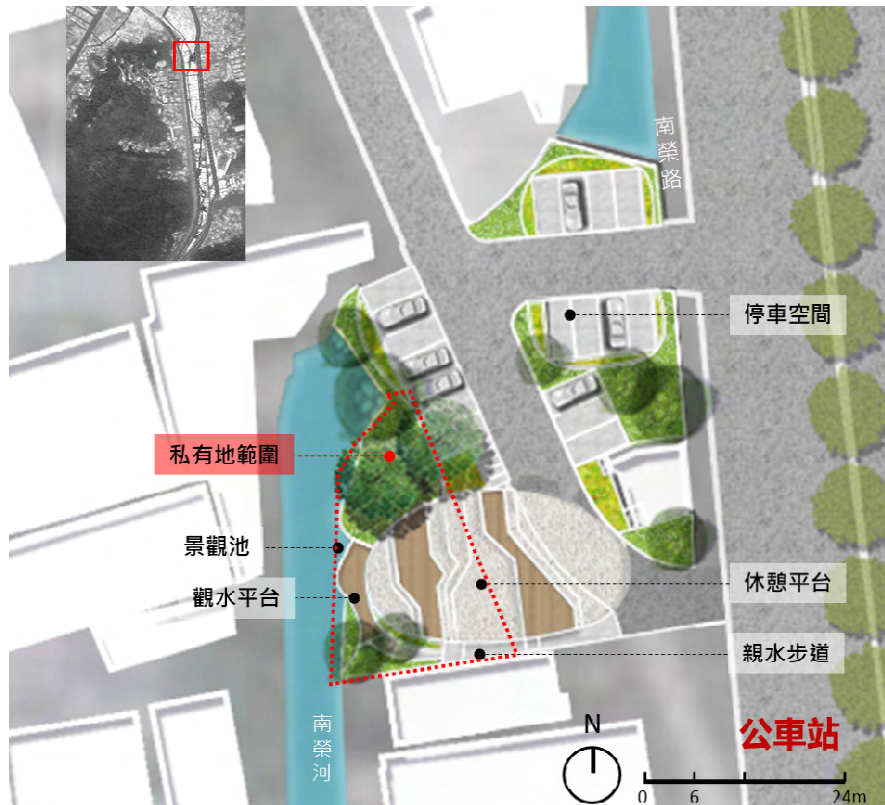 南榮路
停車空間
私有地範圍
景觀池
觀水平台
休憩平台
親水步道
南榮河
公車站
N
0 6 24m